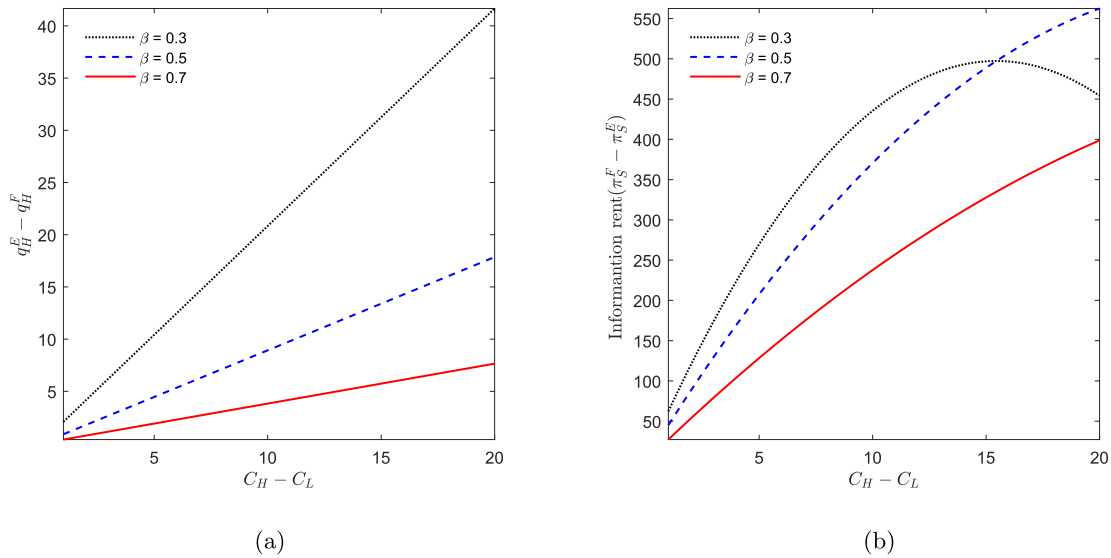 40
35
30
25
20
15
10
5
q_H^E − q_H^F
β = 0.3
β = 0.5
β = 0.7
5
10
15
20
C_H − C_L
(a)
550
500
450
400
350
300
250
200
150
100
50
Informantion rent(π_S^F − π_S^E)
β = 0.3
β = 0.5
β = 0.7
5
10
15
20
C_H − C_L
(b)